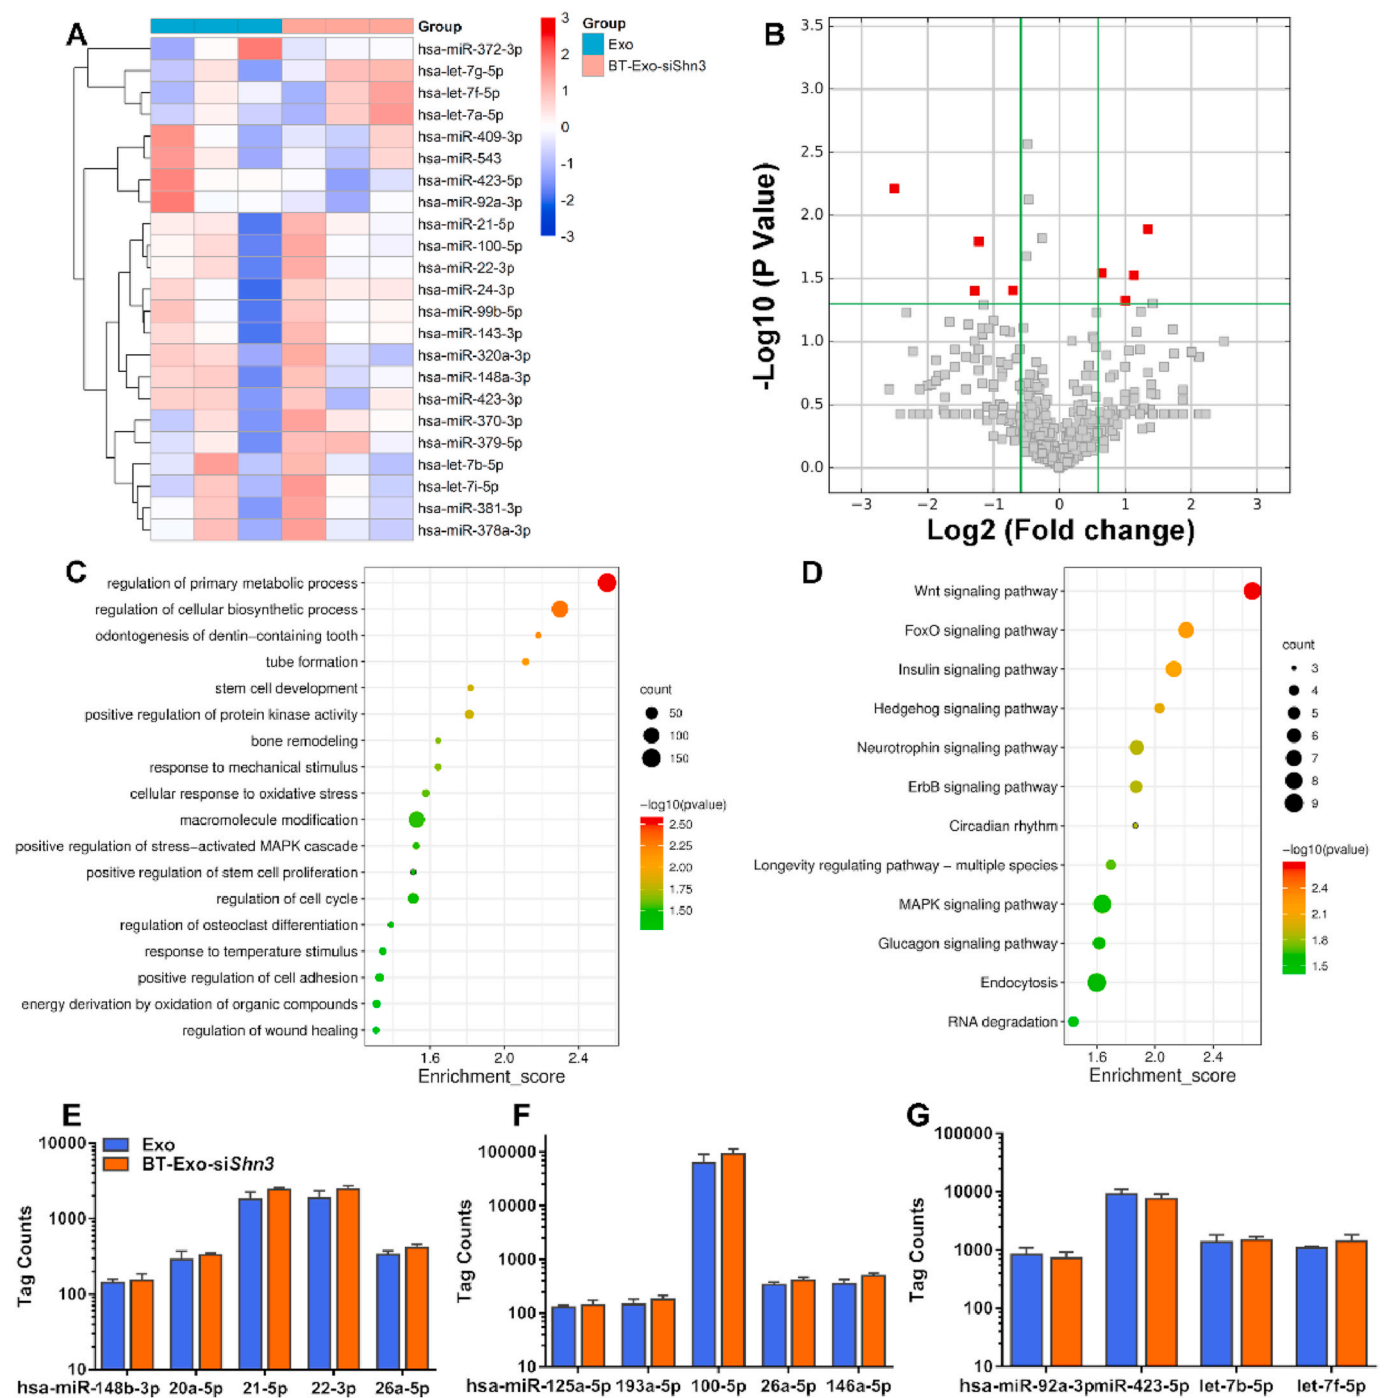 A
Group
hsa-miR-372-3p
hsa-let-7g-5p
hsa-let-7f-5p
hsa-let-7a-5p
hsa-miR-409-3p
hsa-miR-543
hsa-miR-423-5p
hsa-miR-92a-3p
hsa-miR-21-5p
hsa-miR-100-5p
hsa-miR-22-3p
hsa-miR-24-3p
hsa-miR-99b-5p
hsa-miR-143-3p
hsa-miR-320a-3p
hsa-miR-148a-3p
hsa-miR-423-3p
hsa-miR-370-3p
hsa-miR-379-5p
hsa-let-7b-5p
hsa-let-7i-5p
hsa-miR-381-3p
hsa-miR-378a-3p
3
2
1
0
-1
-2
-3
Group
Exo
BT-Exo-siShn3
B
-Log10 (P Value)
3.5
3.0
2.5
2.0
1.5
1.0
0.5
0.0
−3 −2 −1 0 1 2 3
Log2 (Fold change)
C
regulation of primary metabolic process
regulation of cellular biosynthetic process
odontogenesis of dentin−containing tooth
tube formation
stem cell development
positive regulation of protein kinase activity
bone remodeling
response to mechanical stimulus
cellular response to oxidative stress
macromolecule modification
positive regulation of stress−activated MAPK cascade
positive regulation of stem cell proliferation
regulation of cell cycle
regulation of osteoclast differentiation
response to temperature stimulus
positive regulation of cell adhesion
energy derivation by oxidation of organic compounds
regulation of wound healing
1.6 2.0 2.4
Enrichment_score
count
50
100
150
−log10(pvalue)
2.50
2.25
2.00
1.75
1.50
D
Wnt signaling pathway
FoxO signaling pathway
Insulin signaling pathway
Hedgehog signaling pathway
Neurotrophin signaling pathway
ErbB signaling pathway
Circadian rhythm
Longevity regulating pathway − multiple species
MAPK signaling pathway
Glucagon signaling pathway
Endocytosis
RNA degradation
1.6 2.0 2.4
Enrichment_score
count
3
4
5
6
7
8
9
−log10(pvalue)
2.4
2.1
1.8
1.5
E
Tag Counts
10000
1000
100
10
Exo
BT-Exo-siShn3
hsa-miR-148b-3p 20a-5p 21-5p 22-3p 26a-5p
F
Tag Counts
100000
10000
1000
100
10
hsa-miR-125a-5p 193a-5p 100-5p 26a-5p 146a-5p
G
Tag Counts
100000
10000
1000
100
10
hsa-miR-92a-3p miR-423-5p let-7b-5p let-7f-5p